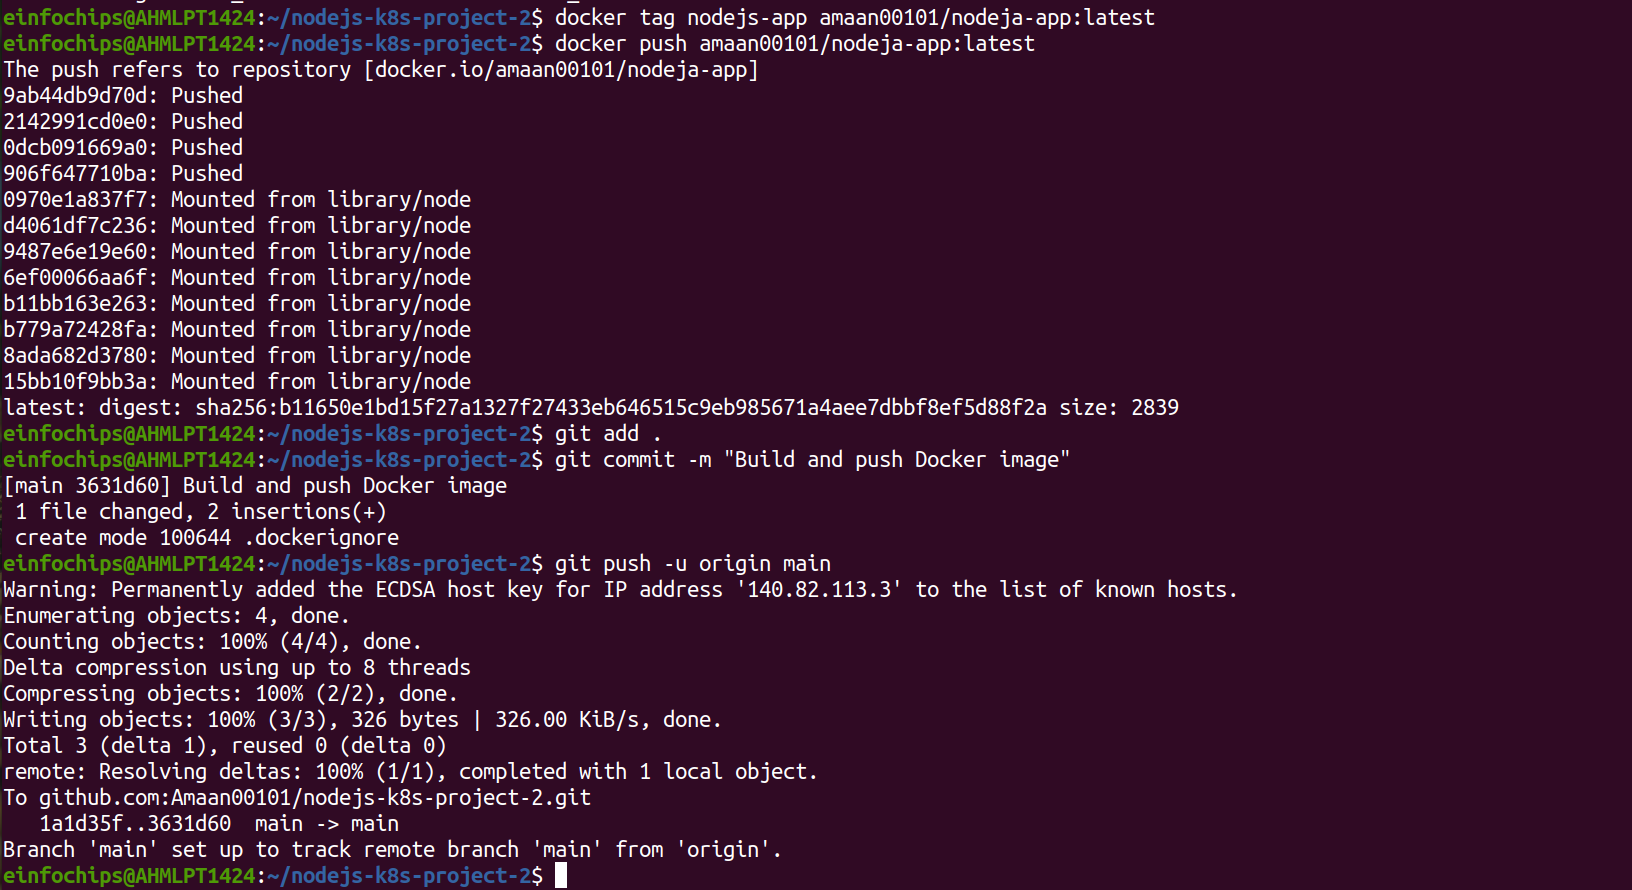 einfochips@AHMLPT1424:~/nodejs-k8s-project-2$ docker tag nodejs-app amaan00101/nodeja-app:latest
einfochips@AHMLPT1424:~/nodejs-k8s-project-2$ docker push amaan00101/nodeja-app:latest
The push refers to repository [docker.io/amaan00101/nodeja-app]
9ab44db9d70d: Pushed
2142991cd0e0: Pushed
0dcb091669a0: Pushed
906f647710ba: Pushed
0970e1a837f7: Mounted from library/node
d4061df7c236: Mounted from library/node
9487e6e19e60: Mounted from library/node
6ef00066aa6f: Mounted from library/node
b11bb163e263: Mounted from library/node
b779a72428fa: Mounted from library/node
8ada682d3780: Mounted from library/node
15bb10f9bb3a: Mounted from library/node
latest: digest: sha256:b11650e1bd15f27a1327f27433eb646515c9eb985671a4aee7dbbf8ef5d88f2a size: 2839
einfochips@AHMLPT1424:~/nodejs-k8s-project-2$ git add .
einfochips@AHMLPT1424:~/nodejs-k8s-project-2$ git commit -m "Build and push Docker image"
[main 3631d60] Build and push Docker image
 1 file changed, 2 insertions(+)
 create mode 100644 .dockerignore
einfochips@AHMLPT1424:~/nodejs-k8s-project-2$ git push -u origin main
Warning: Permanently added the ECDSA host key for IP address '140.82.113.3' to the list of known hosts.
Enumerating objects: 4, done.
Counting objects: 100% (4/4), done.
Delta compression using up to 8 threads
Compressing objects: 100% (2/2), done.
Writing objects: 100% (3/3), 326 bytes | 326.00 KiB/s, done.
Total 3 (delta 1), reused 0 (delta 0)
remote: Resolving deltas: 100% (1/1), completed with 1 local object.
To github.com:Amaan00101/nodejs-k8s-project-2.git
   1a1d35f..3631d60  main -> main
Branch 'main' set up to track remote branch 'main' from 'origin'.
einfochips@AHMLPT1424:~/nodejs-k8s-project-2$